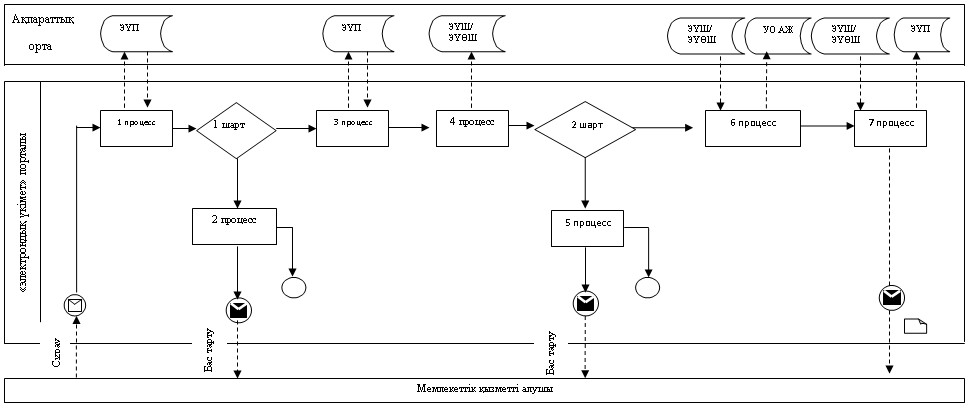 Ақпараттық
орта
ЭҮП
ЭҮП
ЭҮШ/
ЭҮӨШ
ЭҮШ/
ЭҮӨШ
УО АЖ
ЭҮШ/
ЭҮӨШ
ЭҮП
«электрондық үкімет» порталы
1 процесс
1 шарт
3 процесс
4 процесс
2 шарт
6 процесс
7 процесс
2 процесс
5 процесс
Сұрау
Бас тарту
Бас тарту
Мемлекеттік қызметті алушы